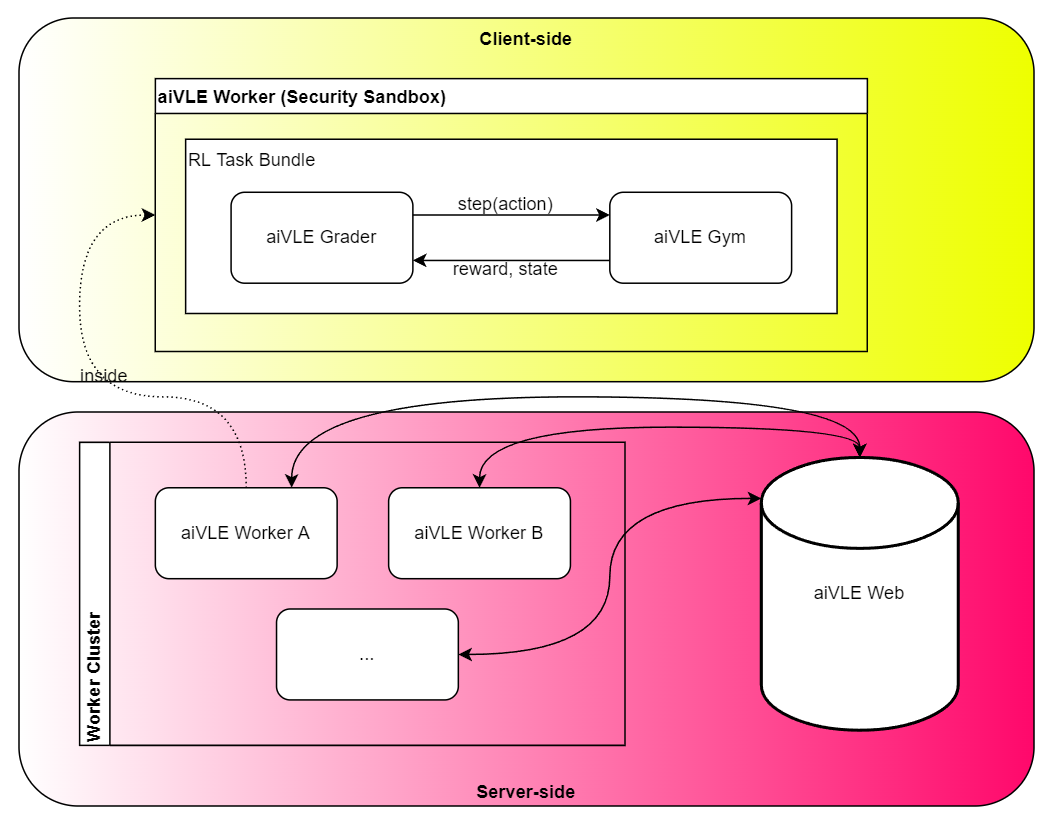 Client-side
aiVLE Worker (Security Sandbox)
RL Task Bundle
step(action)
aiVLE Grader
aiVLE Gym
reward, state
inside
aiVLE Worker A
aiVLE Worker B
aiVLE Web
...
Worker Cluster
Server-side